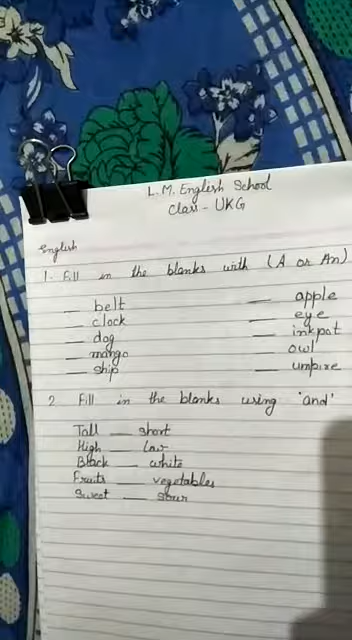 L.M. English School
Class - UKG
English
1. Fill in the blanks with (A or An)
__ belt __ apple
__ clock __ eye
__ dog __ inkpot
__ mango __ owl
__ ship __ umpire
2. Fill in the blanks using 'and'
Tall __ short
High __ low
Black __ white
Fruits __ vegetables
Sweet __ sour